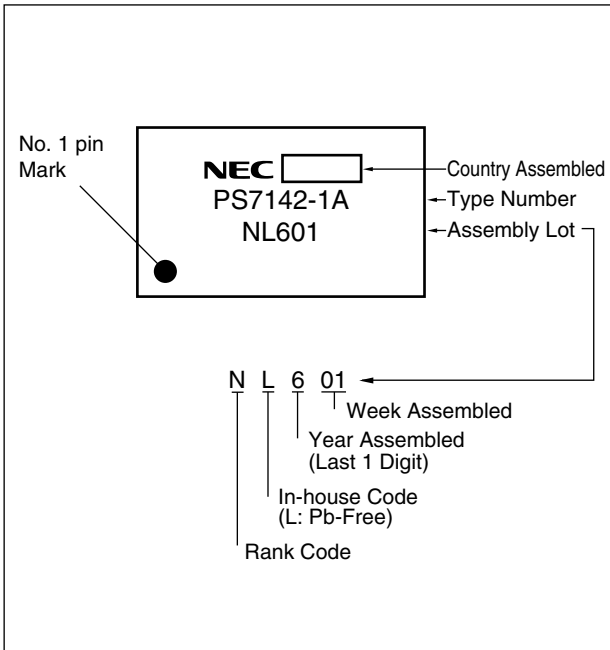 No. 1 pin
Mark
NEC
Country Assembled
PS7142-1A
Type Number
NL601
Assembly Lot
N L 6 01
Week Assembled
Year Assembled
(Last 1 Digit)
In-house Code
(L: Pb-Free)
Rank Code